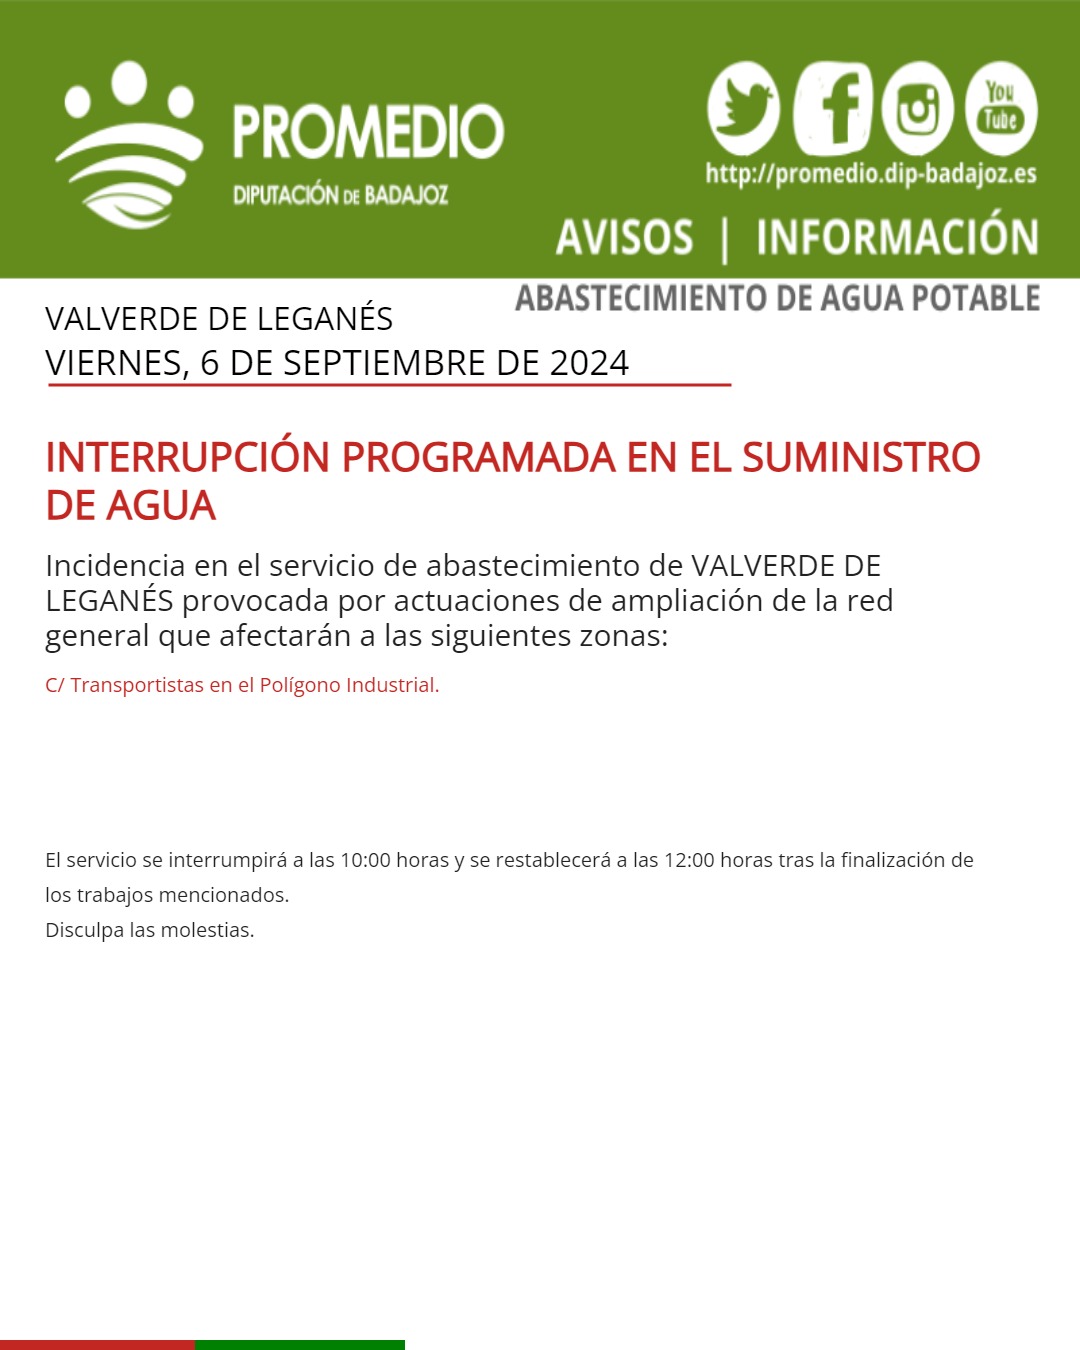 PROMEDIO
DIPUTACIÓN DE BADAJOZ
You
Tube
http://promedio.dip-badajoz.es
AVISOS | INFORMACIÓN
ABASTECIMIENTO DE AGUA POTABLE
VALVERDE DE LEGANÉS
VIERNES, 6 DE SEPTIEMBRE DE 2024
INTERRUPCIÓN PROGRAMADA EN EL SUMINISTRO
DE AGUA
Incidencia en el servicio de abastecimiento de VALVERDE DE
LEGANÉS provocada por actuaciones de ampliación de la red
general que afectarán a las siguientes zonas:
C/ Transportistas en el Polígono Industrial.
El servicio se interrumpirá a las 10:00 horas y se restablecerá a las 12:00 horas tras la finalización de
los trabajos mencionados.
Disculpa las molestias.